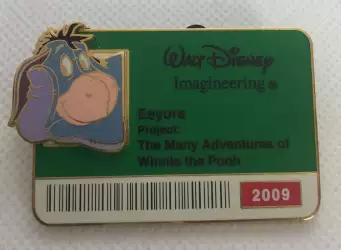 Walt Disney
Imagineering ®
Eeyore
Project:
The Many Adventures of
Winnie the Pooh
2009